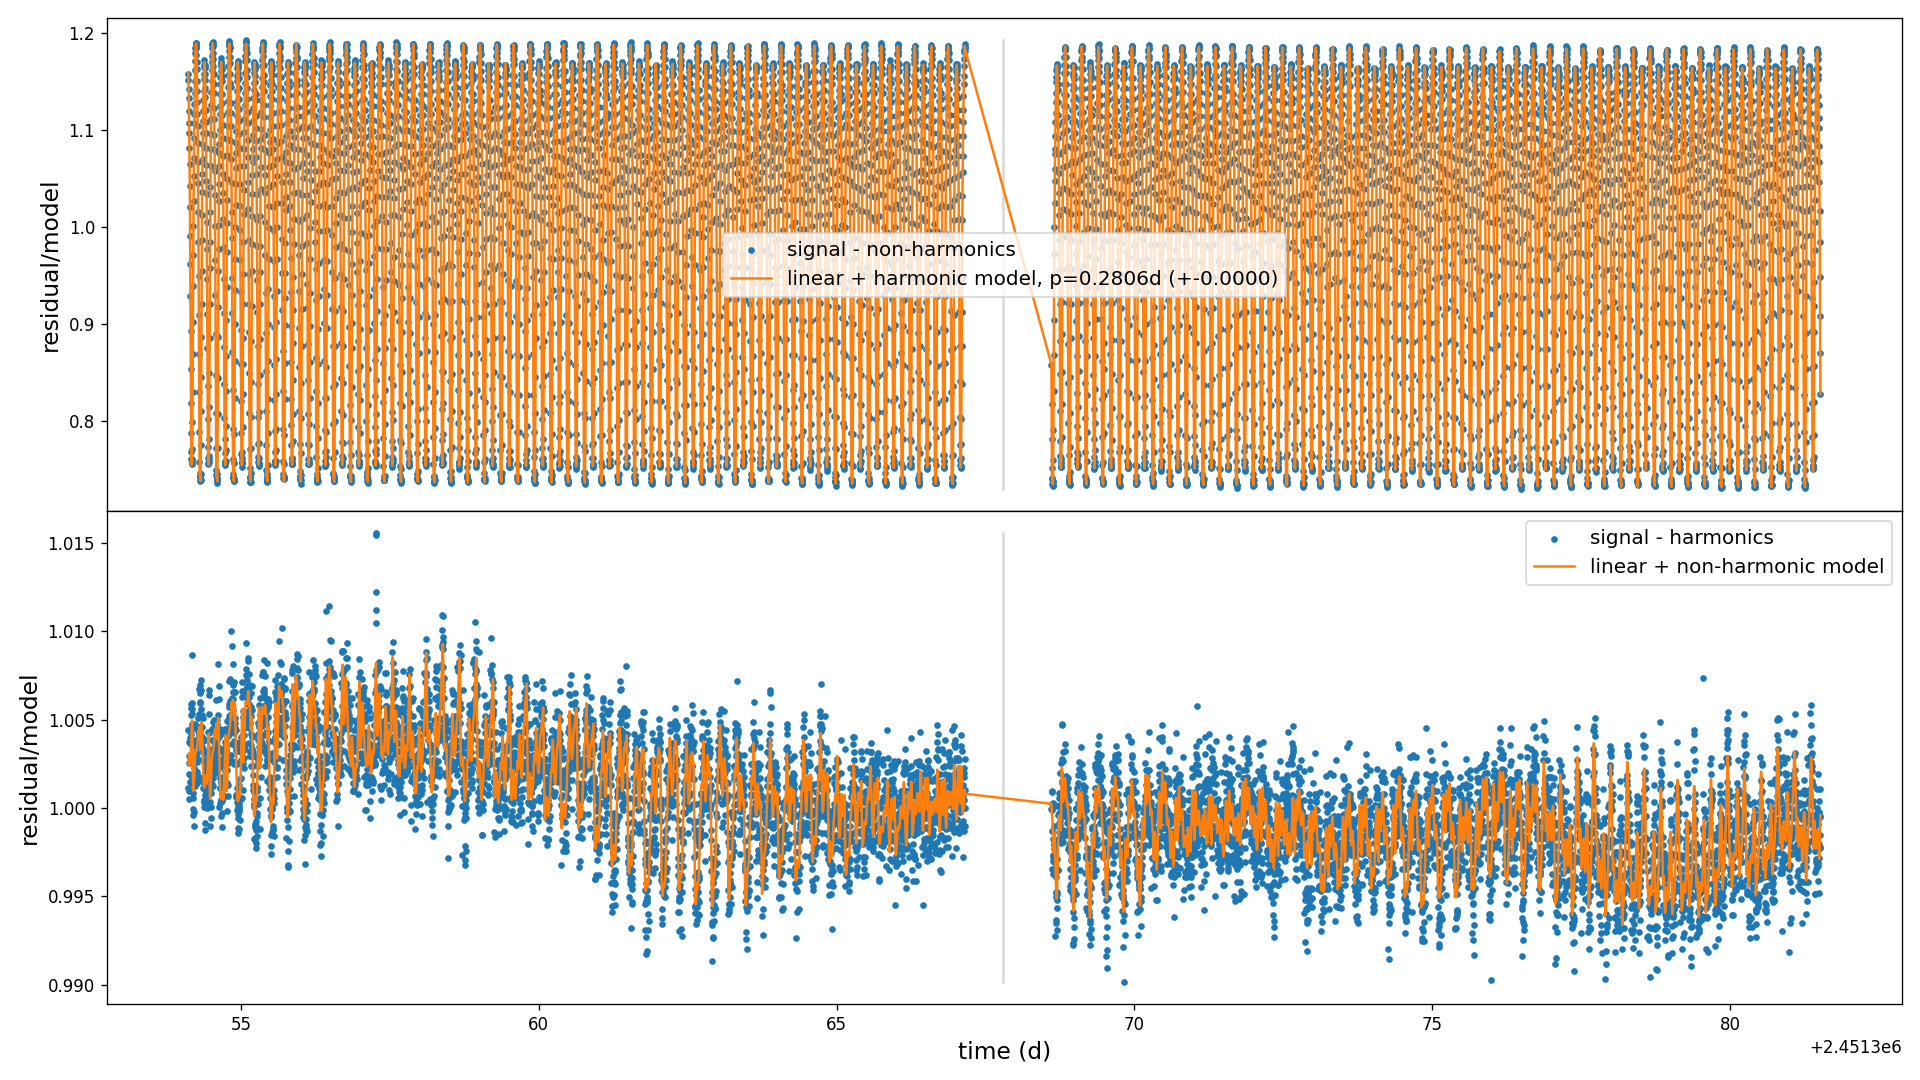 1.2
1.1
1.0
0.9
0.8
residual/model
signal - non-harmonics
linear + harmonic model, p=0.2806d (+-0.0000)
1.015
1.010
1.005
1.000
0.995
0.990
residual/model
signal - harmonics
linear + non-harmonic model
55
60
65
70
75
80
time (d)
+2.4513e6